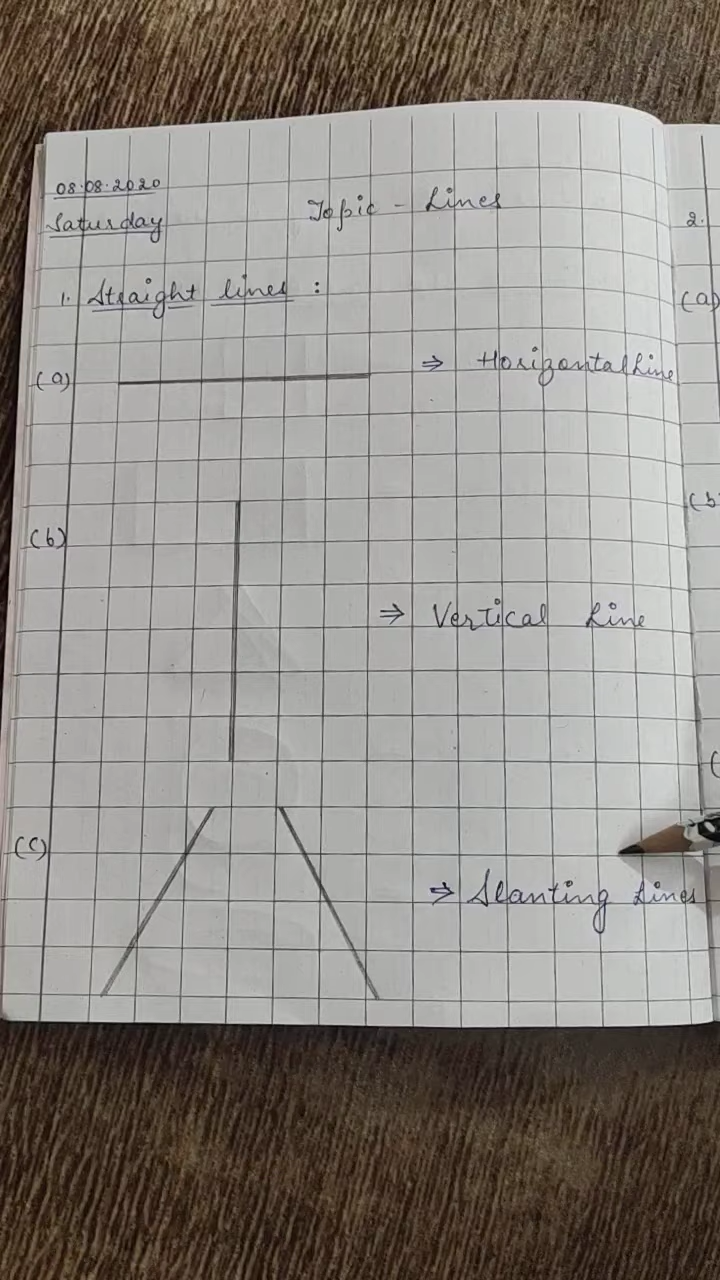 08.08.2020
Saturday
Topic - Lines
1. Straight lines :
(a)
⇒ Horizontal Line
(b)
⇒ Vertical Line
(c)
⇒ Slanting Lines
2.
(a)
(b
(